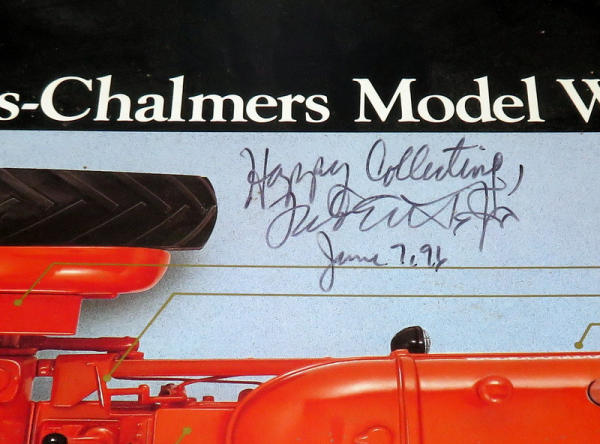 s-Chalmers Model W
Happy Collecting,
June 7, 96